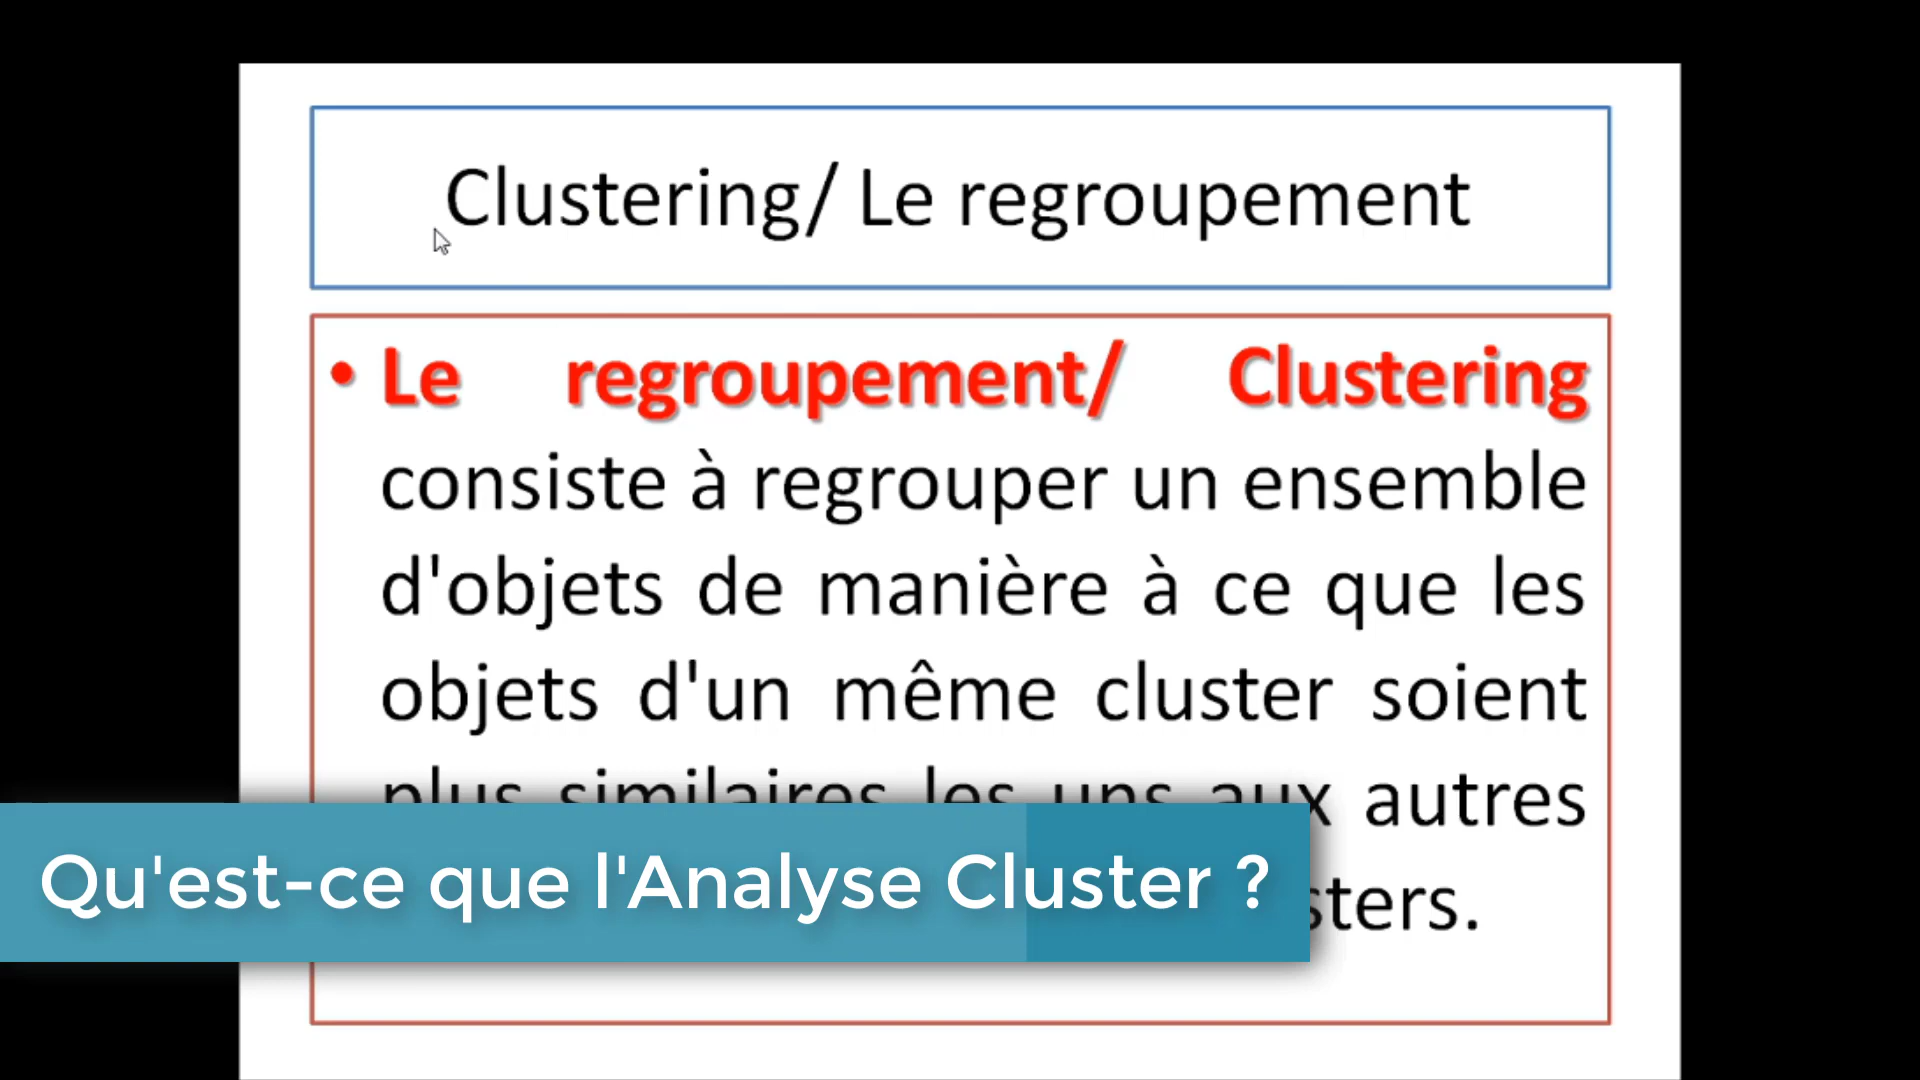 Clustering/ Le regroupement
• Le regroupement/ Clustering
consiste à regrouper un ensemble
d'objets de manière à ce que les
objets d'un même cluster soient
plus similaires les uns aux autres
Qu'est-ce que l'Analyse Cluster ?
sters.